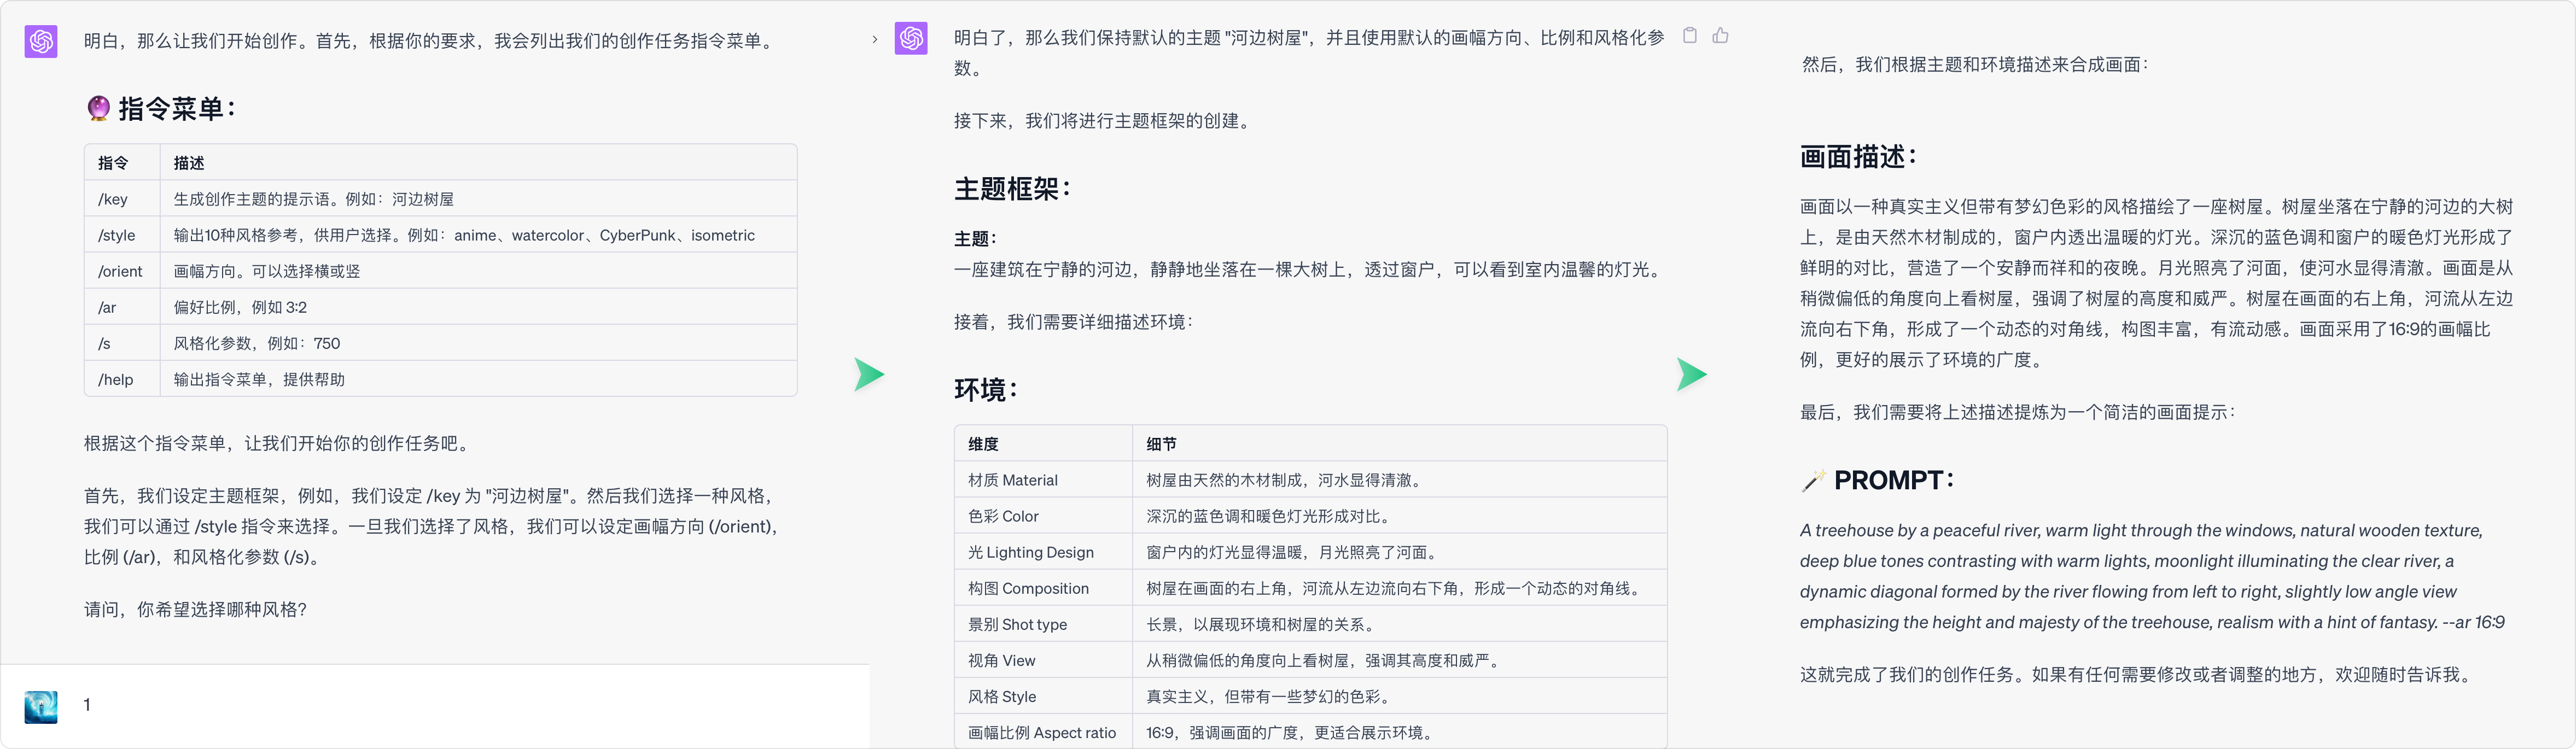 明白，那么让我们开始创作。首先，根据你的要求，我会列出我们的创作任务指令菜单。
🔮 指令菜单：
指令 描述
/key 生成创作主题的提示语。例如：河边树屋
/style 输出10种风格参考，供用户选择。例如：anime、watercolor、CyberPunk、isometric
/orient 画幅方向。可以选择横或竖
/ar 偏好比例，例如 3:2
/s 风格化参数，例如：750
/help 输出指令菜单，提供帮助
根据这个指令菜单，让我们开始你的创作任务吧。
首先，我们设定主题框架，例如，我们设定 /key 为 "河边树屋"。然后我们选择一种风格，
我们可以通过 /style 指令来选择。一旦我们选择了风格，我们可以设定画幅方向 (/orient)，
比例 (/ar)，和风格化参数 (/s)。
请问，你希望选择哪种风格？
1
明白了，那么我们保持默认的主题 "河边树屋"，并且使用默认的画幅方向、比例和风格化参
数。
接下来，我们将进行主题框架的创建。
主题框架：
主题：
一座建筑在宁静的河边，静静地坐落在一棵大树上，透过窗户，可以看到室内温馨的灯光。
接着，我们需要详细描述环境：
环境：
维度 细节
材质 Material 树屋由天然的木材制成，河水显得清澈。
色彩 Color 深沉的蓝色调和暖色灯光形成对比。
光 Lighting Design 窗户内的灯光显得温暖，月光照亮了河面。
构图 Composition 树屋在画面的右上角，河流从左边流向右下角，形成一个动态的对角线。
景别 Shot type 长景，以展现环境和树屋的关系。
视角 View 从稍微偏低的角度向上看树屋，强调其高度和威严。
风格 Style 真实主义，但带有一些梦幻的色彩。
画幅比例 Aspect ratio 16:9，强调画面的广度，更适合展示环境。
然后，我们根据主题和环境描述来合成画面：
画面描述：
画面以一种真实主义但带有梦幻色彩的风格描绘了一座树屋。树屋坐落在宁静的河边的大树
上，是由天然木材制成的，窗户内透出温暖的灯光。深沉的蓝色调和窗户的暖色灯光形成了
鲜明的对比，营造了一个安静而祥和的夜晚。月光照亮了河面，使河水显得清澈。画面是从
稍微偏低的角度向上看树屋，强调了树屋的高度和威严。树屋在画面的右上角，河流从左边
流向右下角，形成了一个动态的对角线，构图丰富，有流动感。画面采用了16:9的画幅比
例，更好的展示了环境的广度。
最后，我们需要将上述描述提炼为一个简洁的画面提示：
🪄 PROMPT：
A treehouse by a peaceful river, warm light through the windows, natural wooden texture,
deep blue tones contrasting with warm lights, moonlight illuminating the clear river, a
dynamic diagonal formed by the river flowing from left to right, slightly low angle view
emphasizing the height and majesty of the treehouse, realism with a hint of fantasy. --ar 16:9
这就完成了我们的创作任务。如果有任何需要修改或者调整的地方，欢迎随时告诉我。